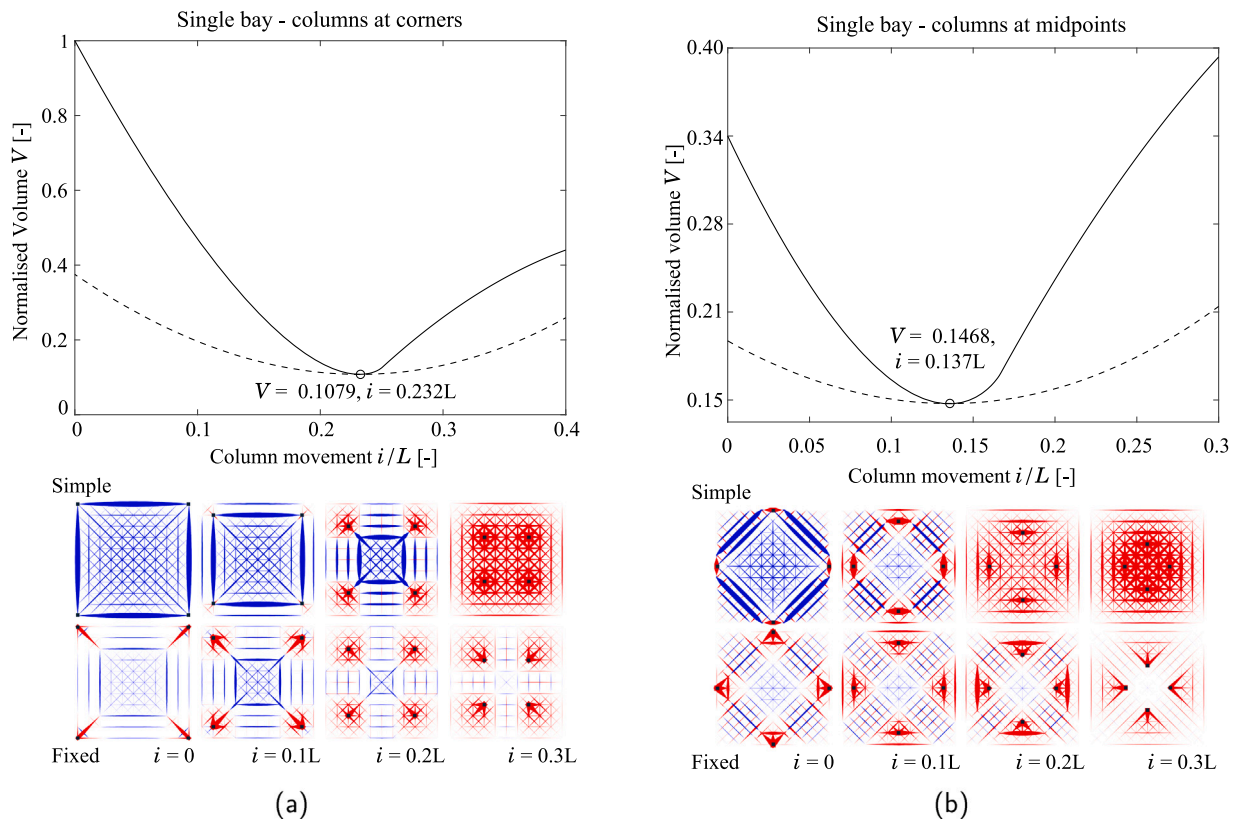 Single bay - columns at corners
Normalised Volume V [-]
1
0.8
0.6
0.4
0.2
0
V = 0.1079, i = 0.232L
0
0.1
0.2
0.3
0.4
Column movement i/L [-]
Simple
Fixed
i = 0
i = 0.1L
i = 0.2L
i = 0.3L
(a)
Single bay - columns at midpoints
Normalised volume V [-]
0.40
0.34
0.28
0.21
0.15
V = 0.1468,
i = 0.137L
0
0.05
0.1
0.15
0.2
0.25
0.3
Column movement i/L [-]
Simple
Fixed
i = 0
i = 0.1L
i = 0.2L
i = 0.3L
(b)